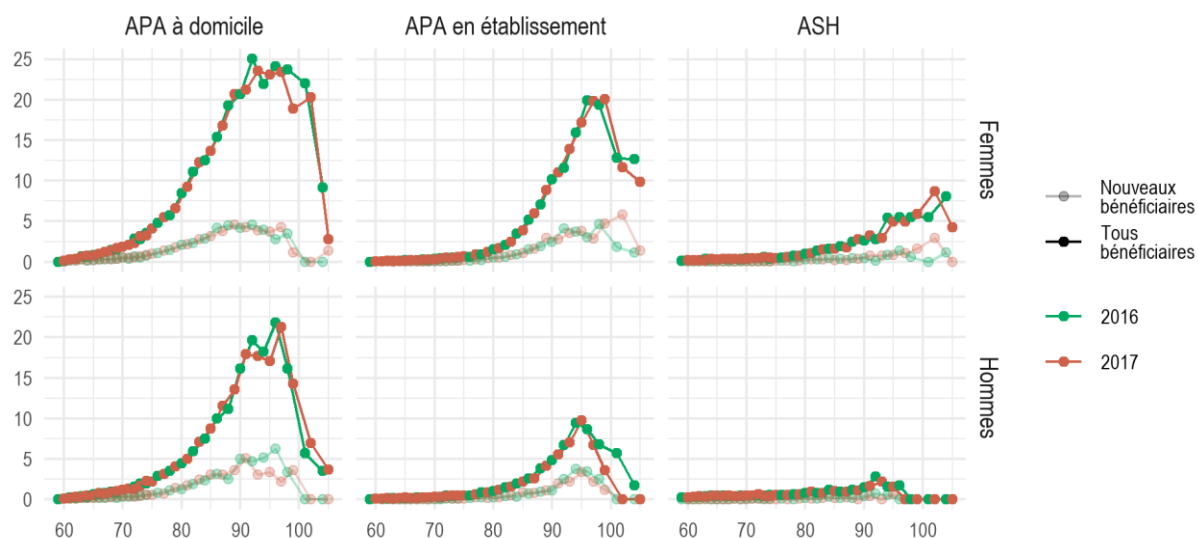 APA à domicile
APA en établissement
ASH
25
20
15
10
5
0
Femmes
25
20
15
10
5
0
Hommes
60 70 80 90 100
60 70 80 90 100
60 70 80 90 100
Nouveaux
bénéficiaires
Tous
bénéficiaires
2016
2017